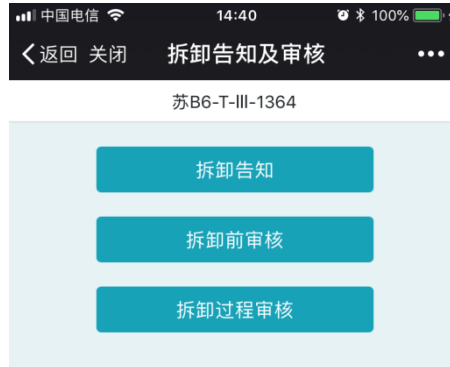 中国电信 14:40 100%
返回 关闭 拆卸告知及审核
苏B6-T-III-1364
拆卸告知
拆卸前审核
拆卸过程审核